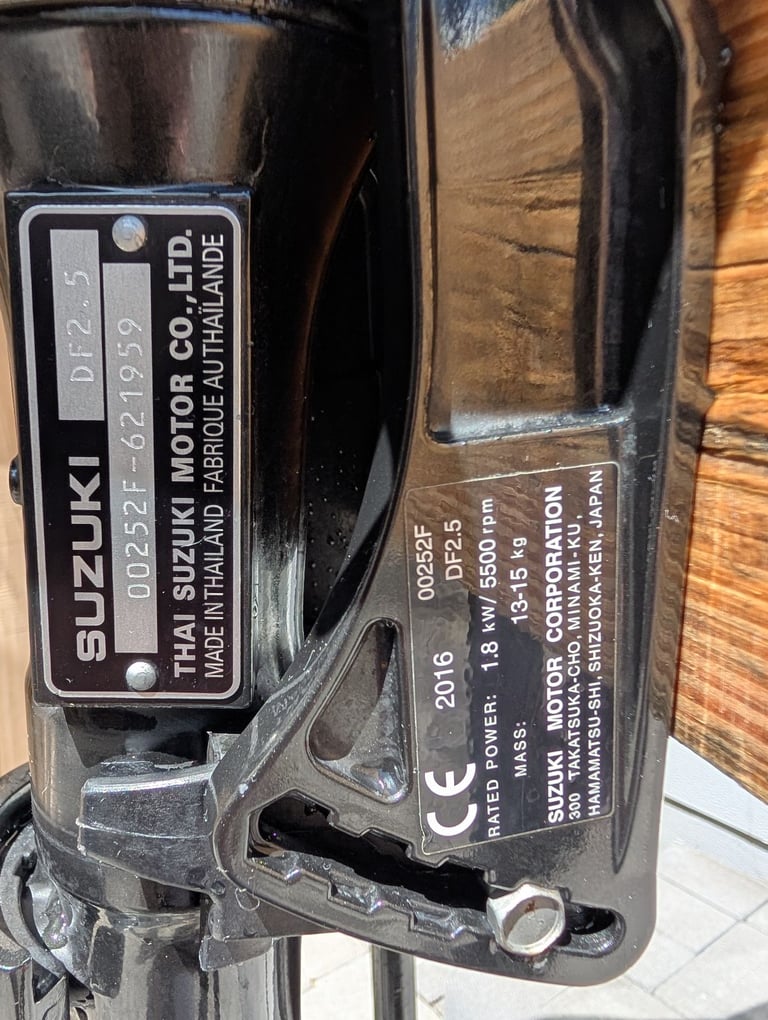 SUZUKI DF2.5
00252F-621959
THAI SUZUKI MOTOR CO.,LTD.
MADE IN THAILAND FABRIQUE AU THAÏLANDE
CE 2016 00252F
DF2.5
RATED POWER: 1.8 kw/ 5500 rpm
MASS: 13-15 kg
SUZUKI MOTOR CORPORATION
300 TAKATSUKA-CHO, MINAMI-KU,
HAMAMATSU-SHI, SHIZUOKA-KEN, JAPAN